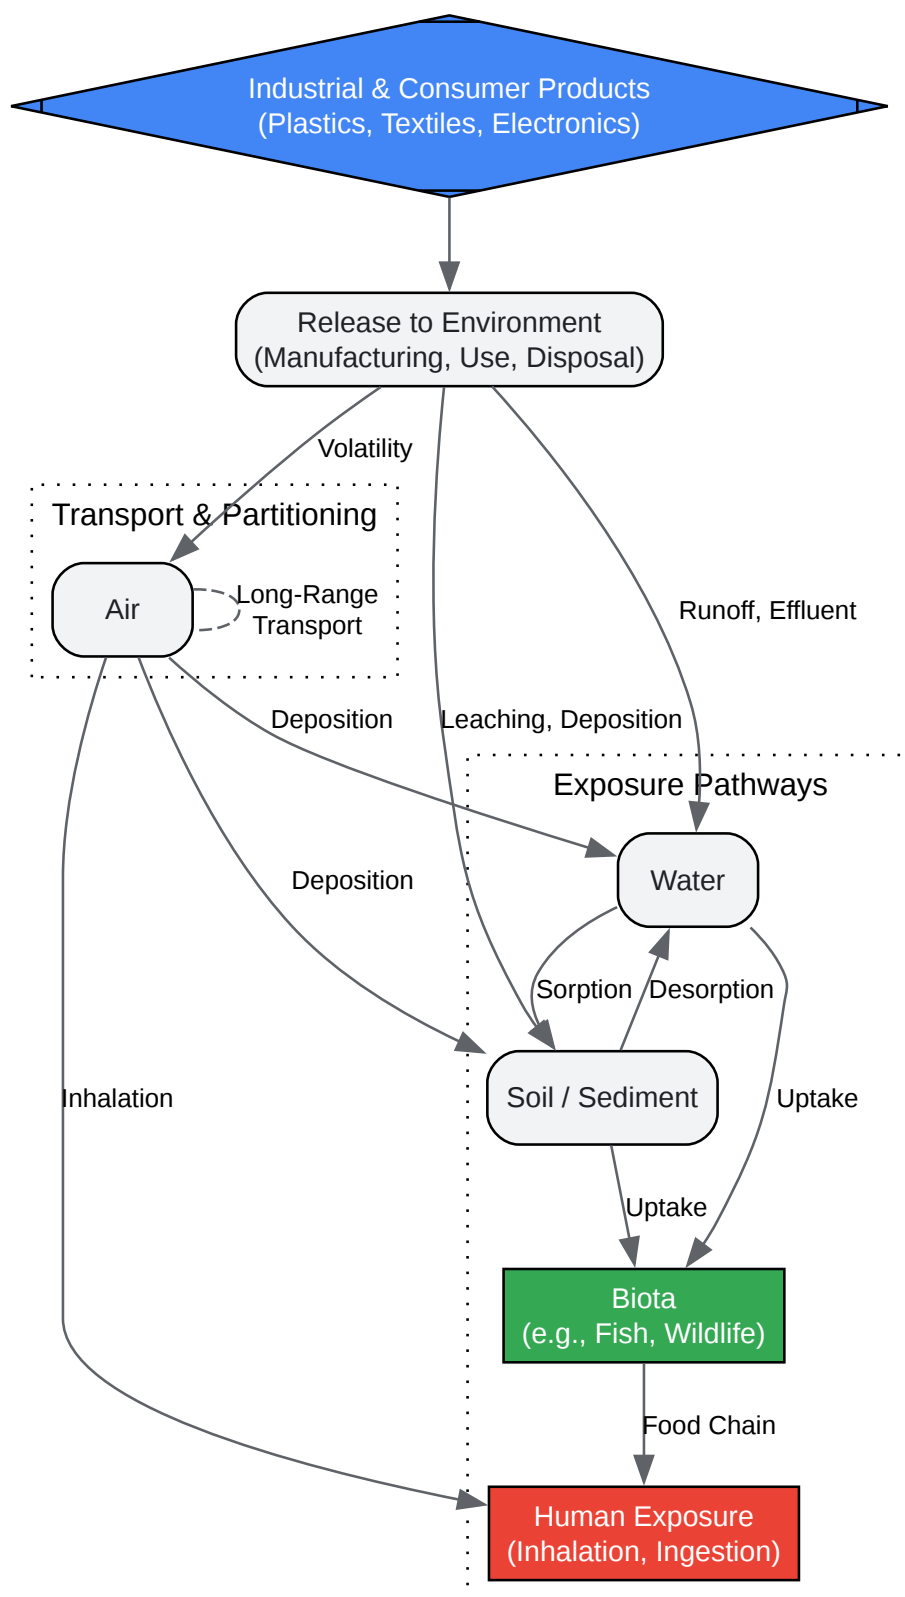 Industrial & Consumer Products
(Plastics, Textiles, Electronics)
Release to Environment
(Manufacturing, Use, Disposal)
Volatility
Transport & Partitioning
Air
Long-Range
Transport
Runoff, Effluent
Deposition
Leaching, Deposition
Exposure Pathways
Water
Deposition
Sorption
Desorption
Soil / Sediment
Inhalation
Uptake
Uptake
Biota
(e.g., Fish, Wildlife)
Food Chain
Human Exposure
(Inhalation, Ingestion)